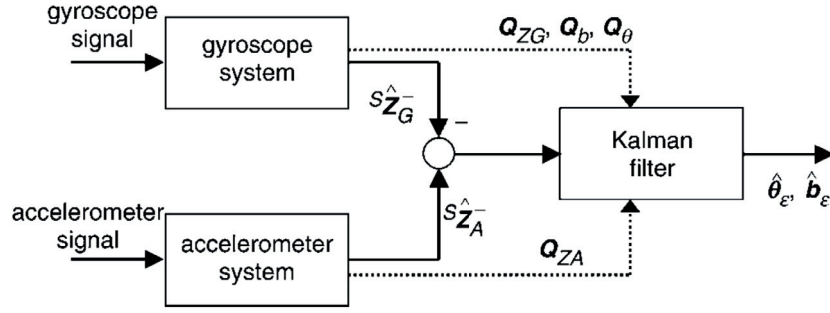 gyroscope
signal
gyroscope
system
Q_ZG, Q_b, Q_θ
^SẐ_G^−
−
Kalman
filter
θ̂_ε, b̂_ε
accelerometer
signal
accelerometer
system
^SẐ_A^−
Q_ZA